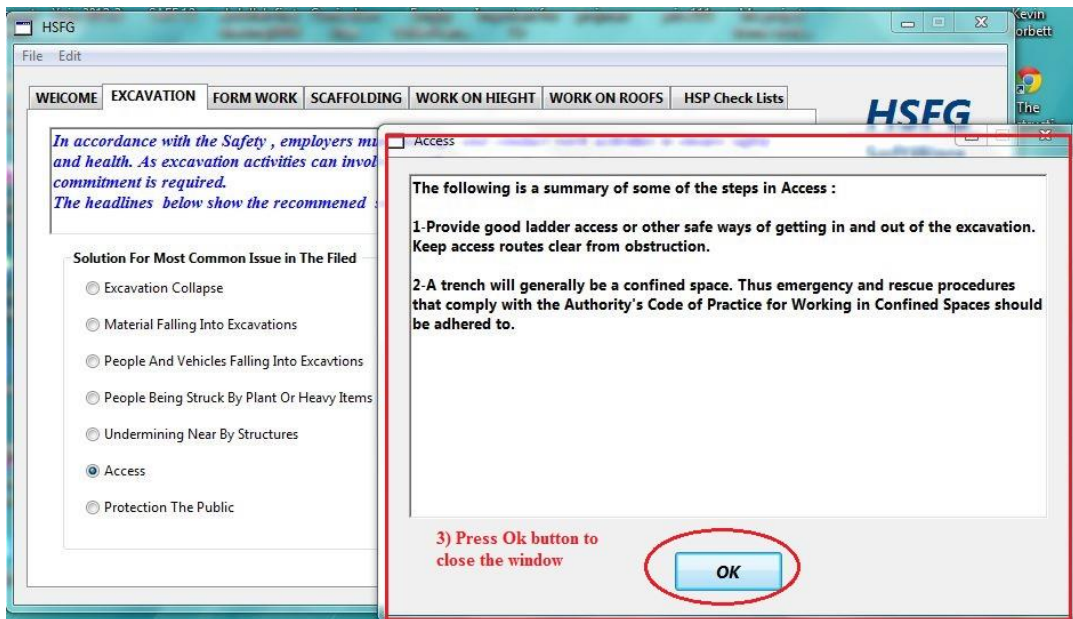 HSFG
Kevin
File Edit
WElCOME EXCAVATION FORM WORK SCAFFOLDING WORK ON HIEGHT WORK ON ROOFS HSP Check Lists
HSFG
The
In accordance with the Safety , employers
and health. As excavation activities can
commitment is required.
The headlines below show the recommened
Solution For Most Common Issue in The Filed
Excavation Collapse
Material Falling Into Excavations
People And Vehicles Falling Into Excavtions
People Being Struck By Plant Or Heavy Items
Undermining Near By Structures
Access
Protection The Public
Access
The following is a summary of some of the steps in Access :
1-Provide good ladder access or other safe ways of getting in and out of the excavation.
Keep access routes clear from obstruction.
2-A trench will generally be a confined space. Thus emergency and rescue procedures
that comply with the Authority's Code of Practice for Working in Confined Spaces should
be adhered to.
3) Press Ok button to
close the window
OK